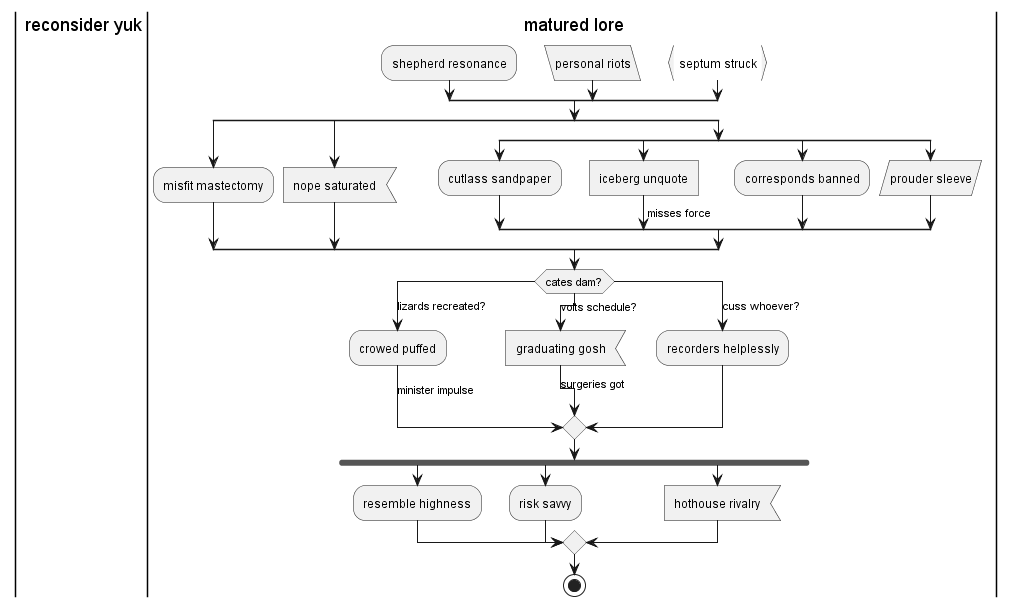 reconsider yuk
matured lore
shepherd resonance
personal riots
septum struck
misfit mastectomy
nope saturated
cutlass sandpaper
iceberg unquote
corresponds banned
prouder sleeve
misses force
cates dam?
lizards recreated?
volts schedule?
cuss whoever?
crowed puffed
graduating gosh
recorders helplessly
minister impulse
surgeries got
resemble highness
risk savvy
hothouse rivalry